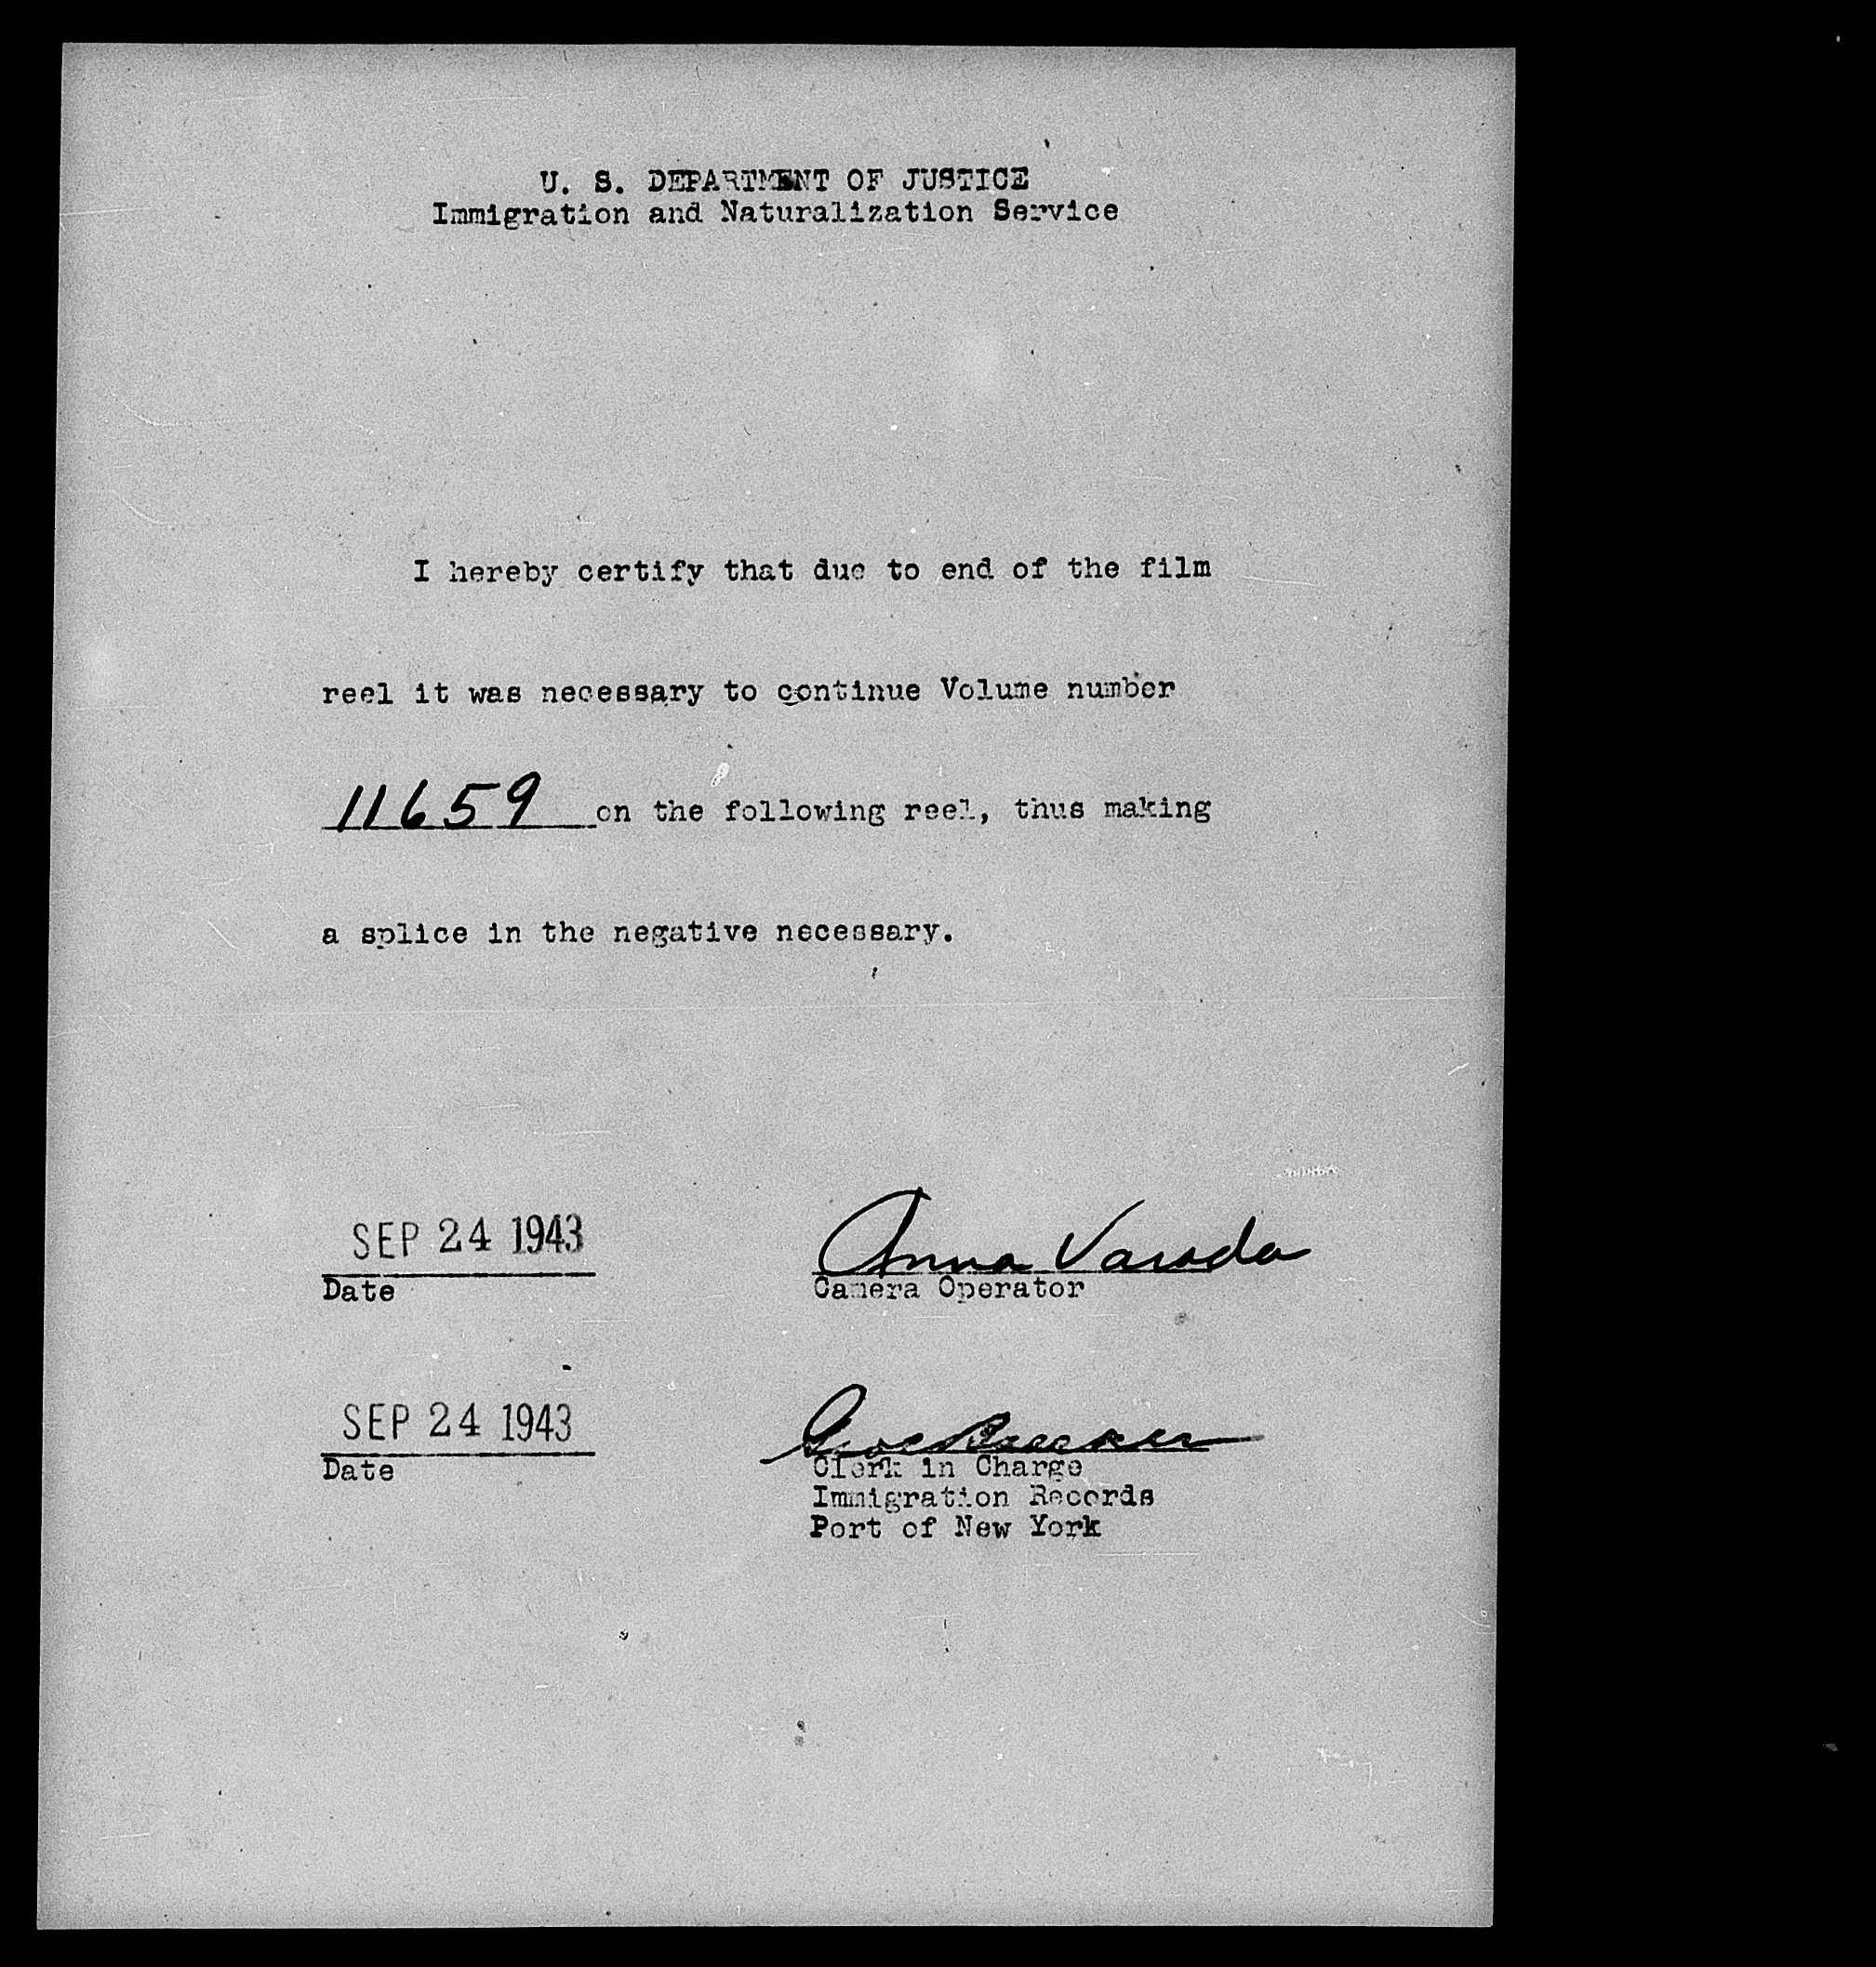 U. S. DEPARTMENT OF JUSTICE
Immigration and Naturalization Service
I hereby certify that due to end of the film
reel it was necessary to continue Volume number
11659 on the following reel, thus making
a splice in the negative necessary.
SEP 24 1943
Date
Anna Varada
Camera Operator
SEP 24 1943
Date
Clerk in Charge
Immigration Records
Port of New York